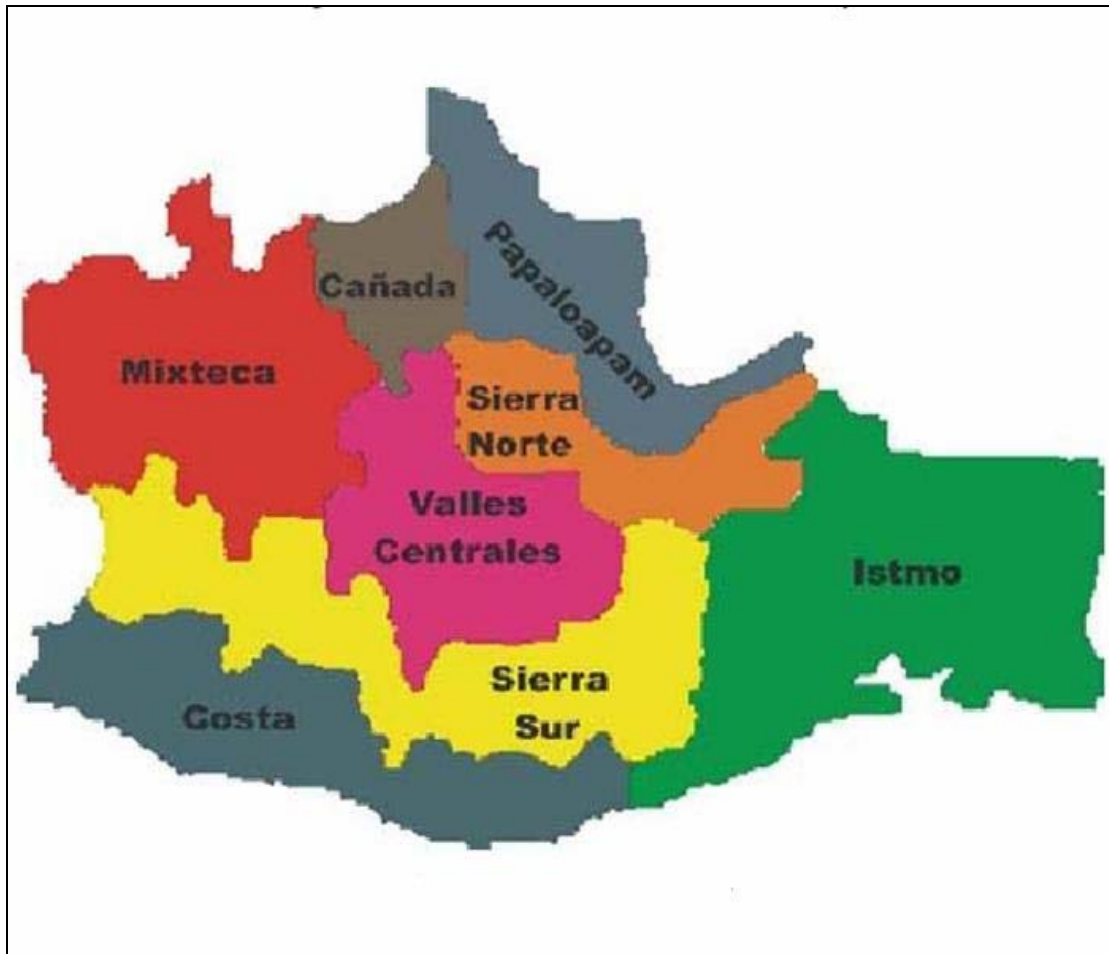 Papaloapam
Cañada
Mixteca
Sierra
Norte
Valles
Centrales
Istmo
Sierra
Sur
Costa